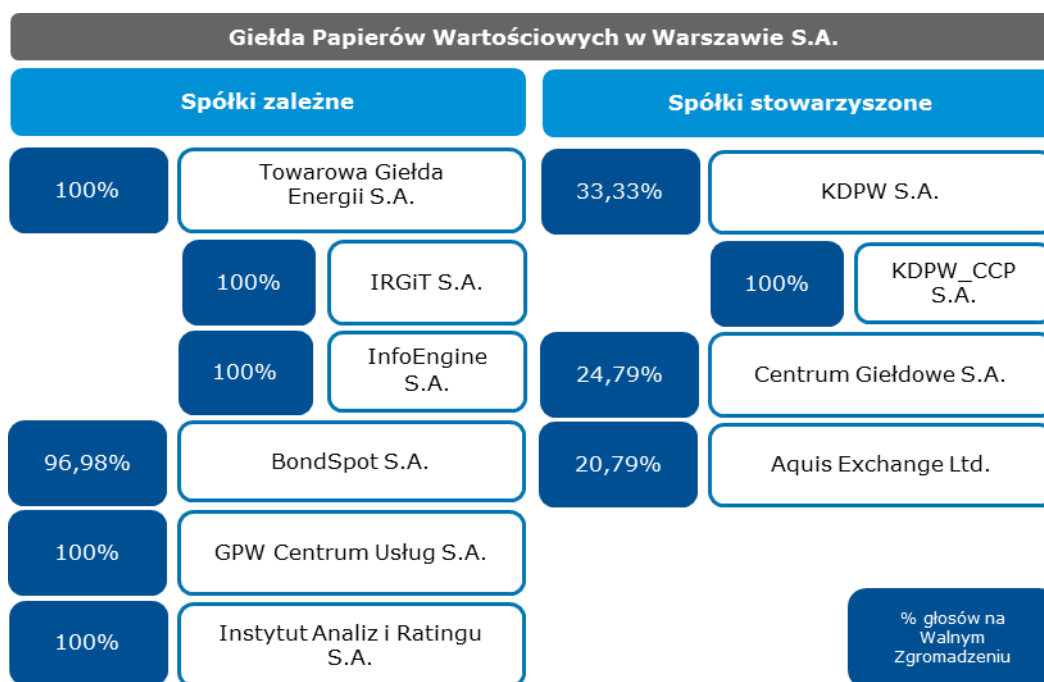 Giełda Papierów Wartościowych w Warszawie S.A.
Spółki zależne
100%
Towarowa Giełda
Energii S.A.
100%
IRGiT S.A.
100%
InfoEngine
S.A.
96,98%
BondSpot S.A.
100%
GPW Centrum Usług S.A.
100%
Instytut Analiz i Ratingu
S.A.
Spółki stowarzyszone
33,33%
KDPW S.A.
100%
KDPW_CCP
S.A.
24,79%
Centrum Giełdowe S.A.
20,79%
Aquis Exchange Ltd.
% głosów na
Walnym
Zgromadzeniu